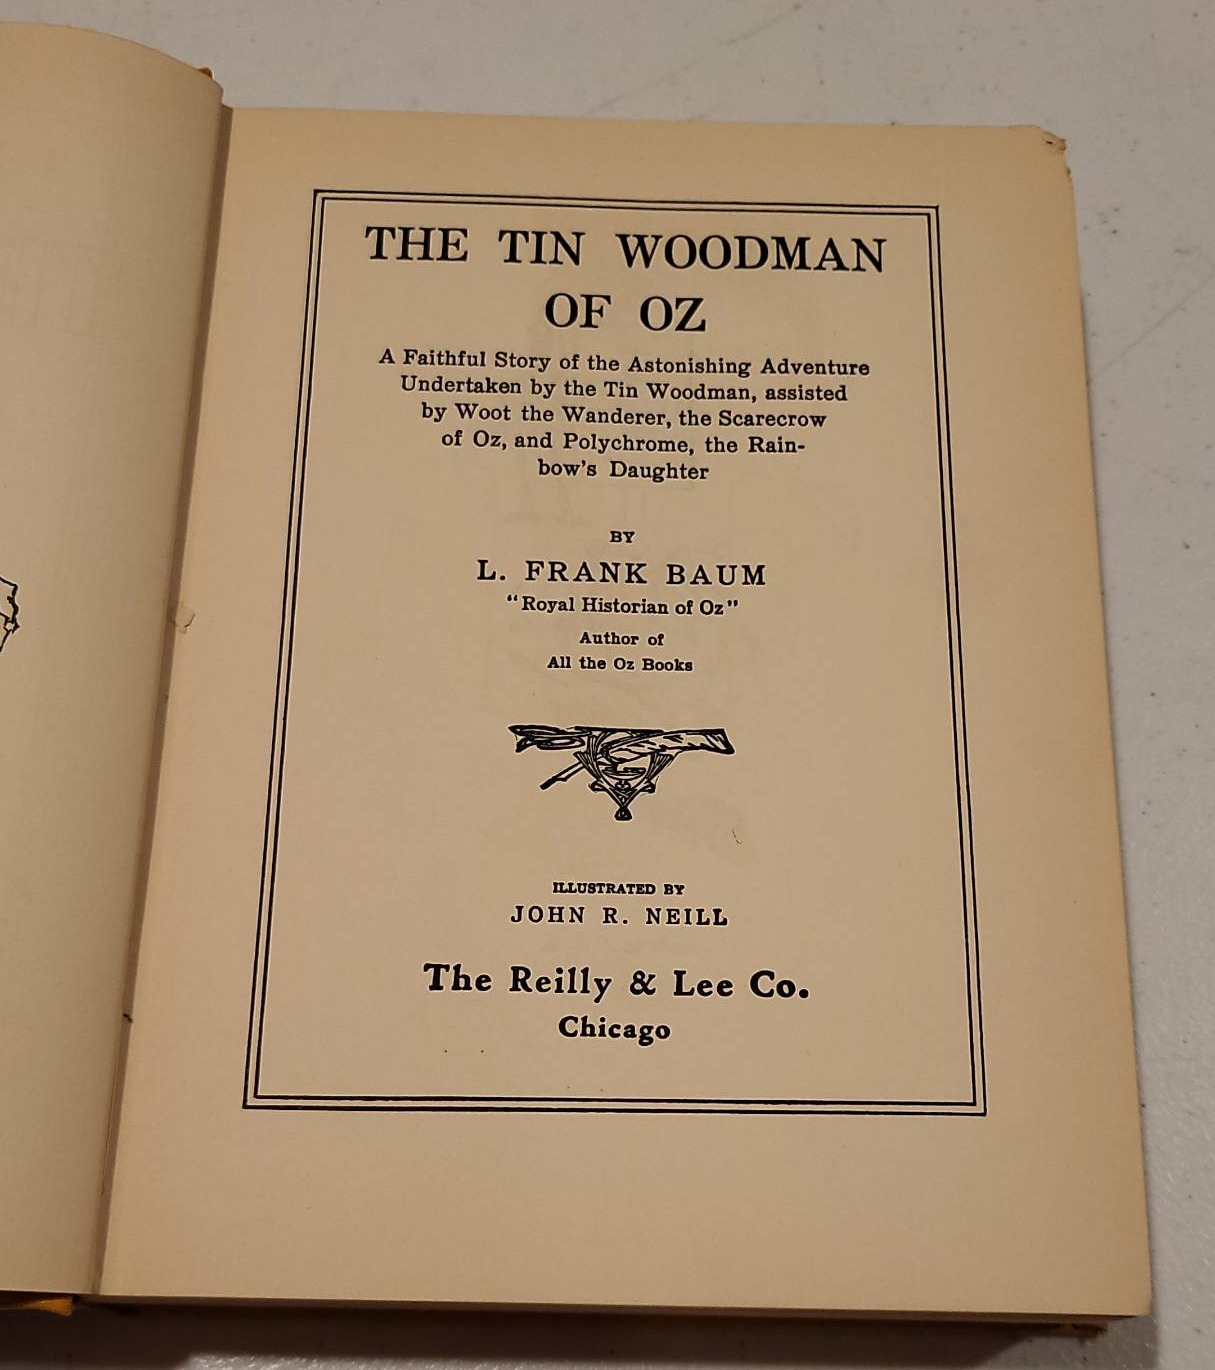 THE TIN WOODMAN
OF OZ
A Faithful Story of the Astonishing Adventure
Undertaken by the Tin Woodman, assisted
by Woot the Wanderer, the Scarecrow
of Oz, and Polychrome, the Rain-
bow's Daughter
BY
L. FRANK BAUM
"Royal Historian of Oz"
Author of
All the Oz Books
ILLUSTRATED BY
JOHN R. NEILL
The Reilly & Lee Co.
Chicago